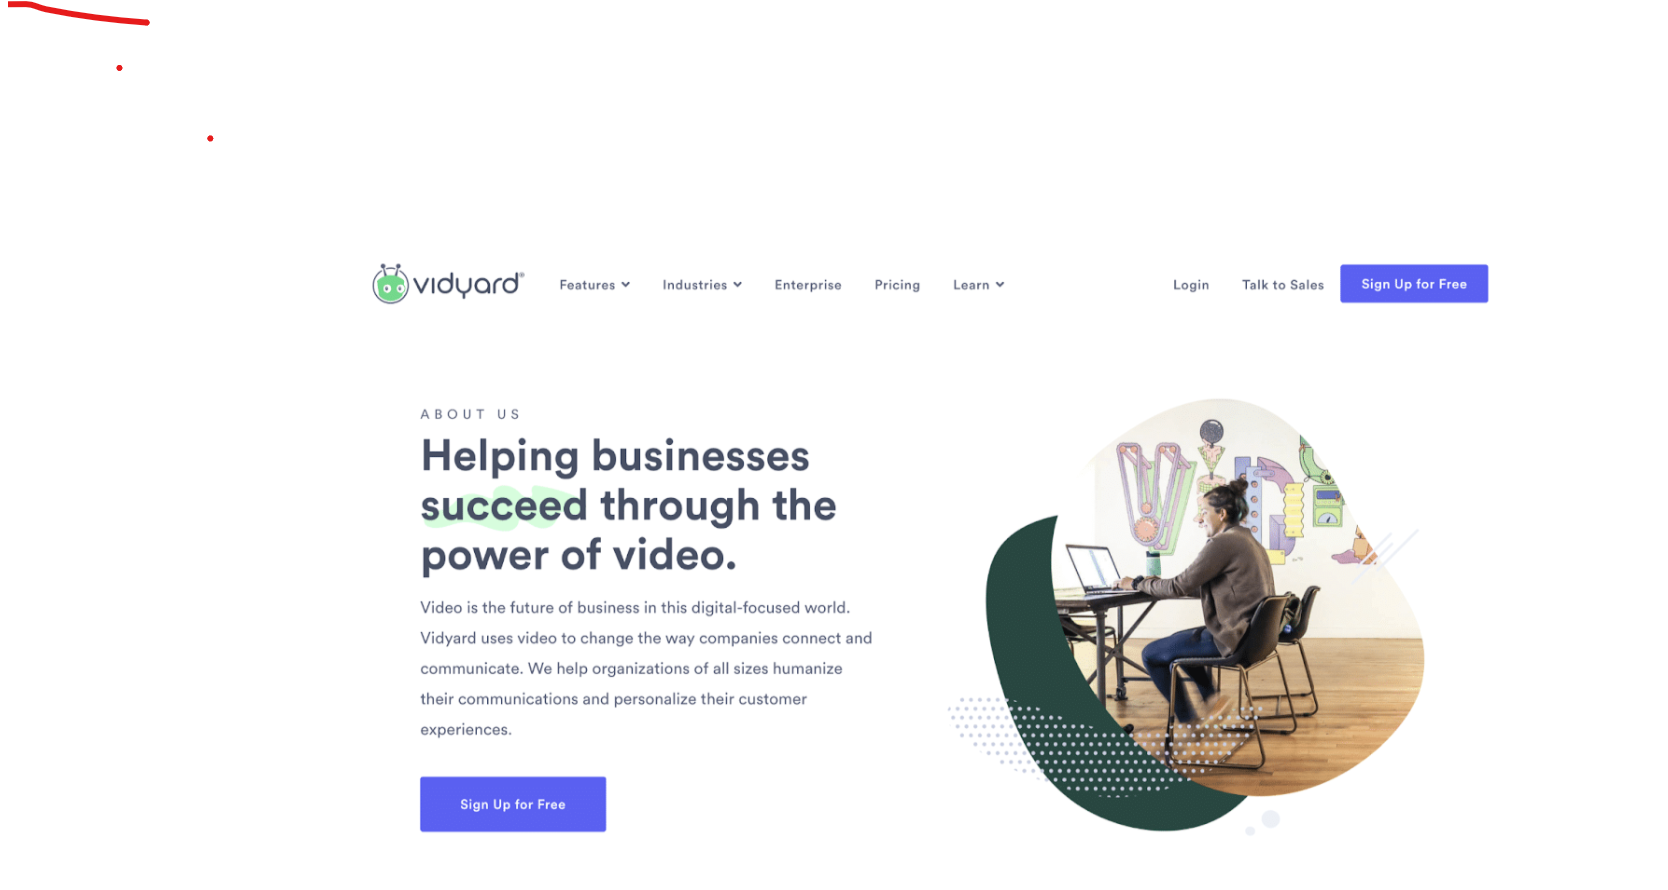 vidyard®
Features Industries Enterprise Pricing Learn Login Talk to Sales Sign Up for Free
ABOUT US
Helping businesses
succeed through the
power of video.
Video is the future of business in this digital-focused world.
Vidyard uses video to change the way companies connect and
communicate. We help organizations of all sizes humanize
their communications and personalize their customer
experiences.
Sign Up for Free